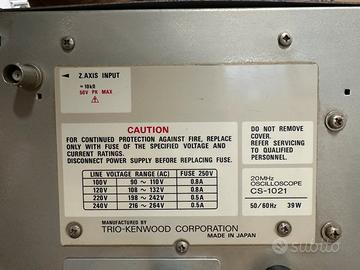 Z.AXIS INPUT
≈10kΩ
50V PK MAX
CAUTION
FOR CONTINUED PROTECTION AGAINST FIRE, REPLACE
ONLY WITH FUSE OF THE SPECIFIED VOLTAGE AND
CURRENT RATINGS.
DISCONNECT POWER SUPPLY BEFORE REPLACING FUSE.
DO NOT REMOVE
COVER.
REFER SERVICING
TO QUALIFIED
PERSONNEL.
LINE VOLTAGE RANGE (AC) FUSE 250V
100V 90 ~ 110V 0.8A
120V 108 ~ 132V 0.8A
220V 198 ~ 242V 0.5A
240V 216 ~ 264V 0.5A
20MHz
OSCILLOSCOPE
CS-1021
50/60Hz 39W
MANUFACTURED BY
TRIO-KENWOOD CORPORATION
MADE IN JAPAN
subito